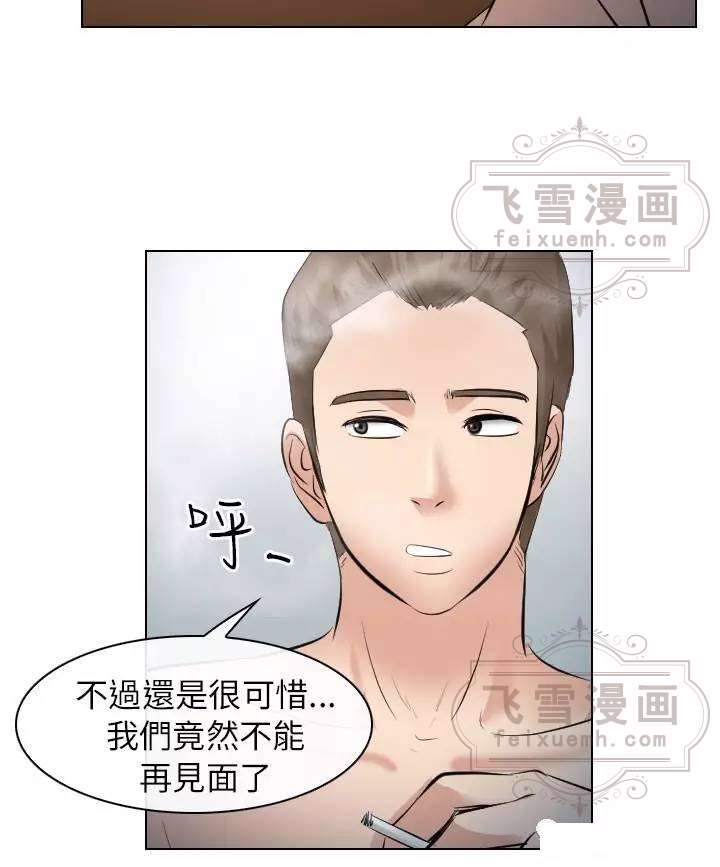 飞雪漫画
feixuemh.com
呼、
不過還是很可惜…
我們竟然不能
再見面了
飞雪漫画
feixuemh.com